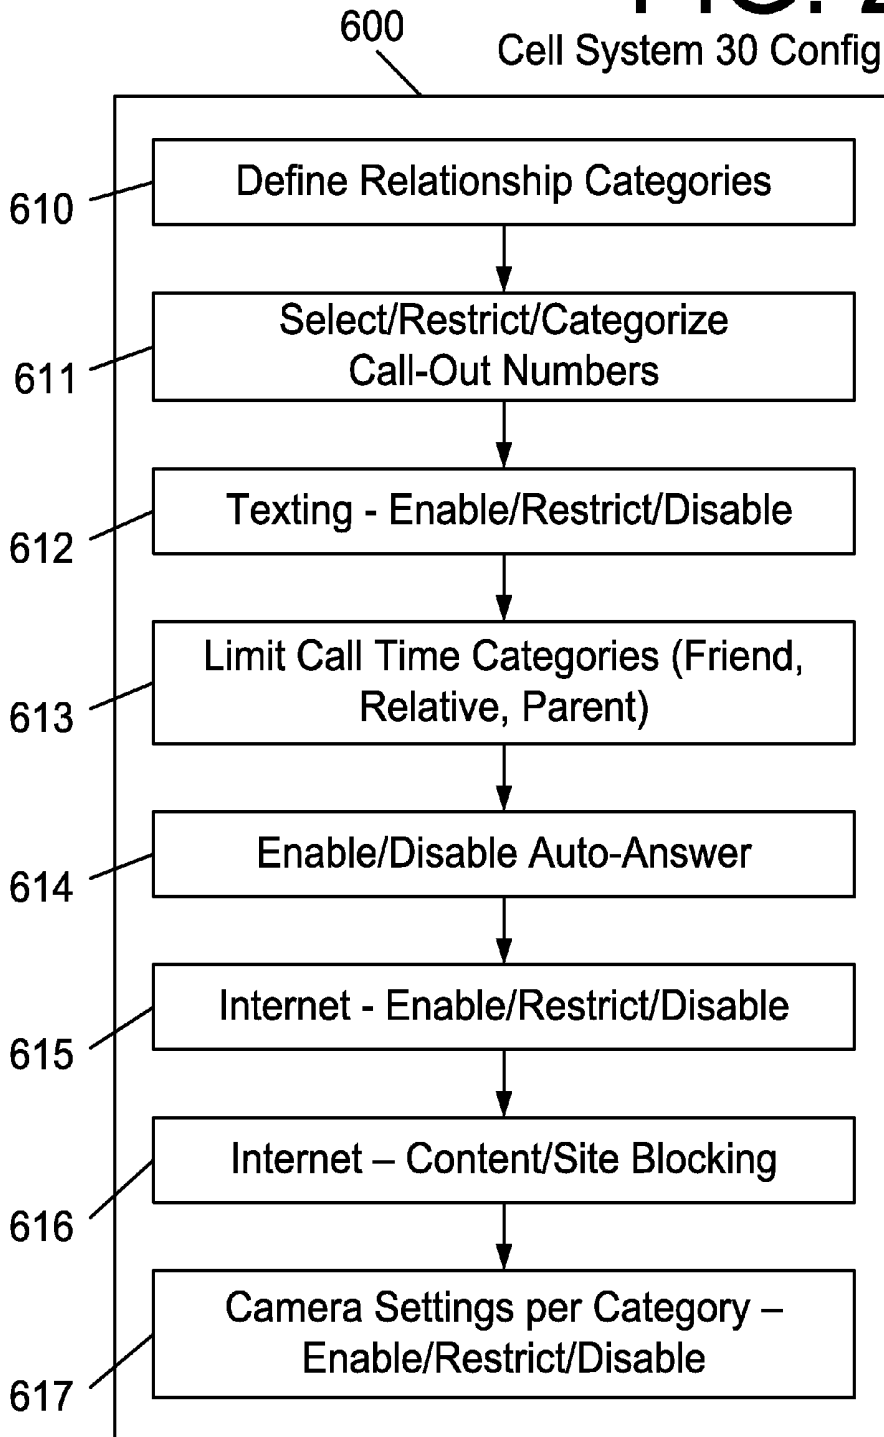 FIG. 2
600
Cell System 30 Config
610
Define Relationship Categories
611
Select/Restrict/Categorize
Call-Out Numbers
612
Texting - Enable/Restrict/Disable
613
Limit Call Time Categories (Friend,
Relative, Parent)
614
Enable/Disable Auto-Answer
615
Internet - Enable/Restrict/Disable
616
Internet – Content/Site Blocking
617
Camera Settings per Category –
Enable/Restrict/Disable